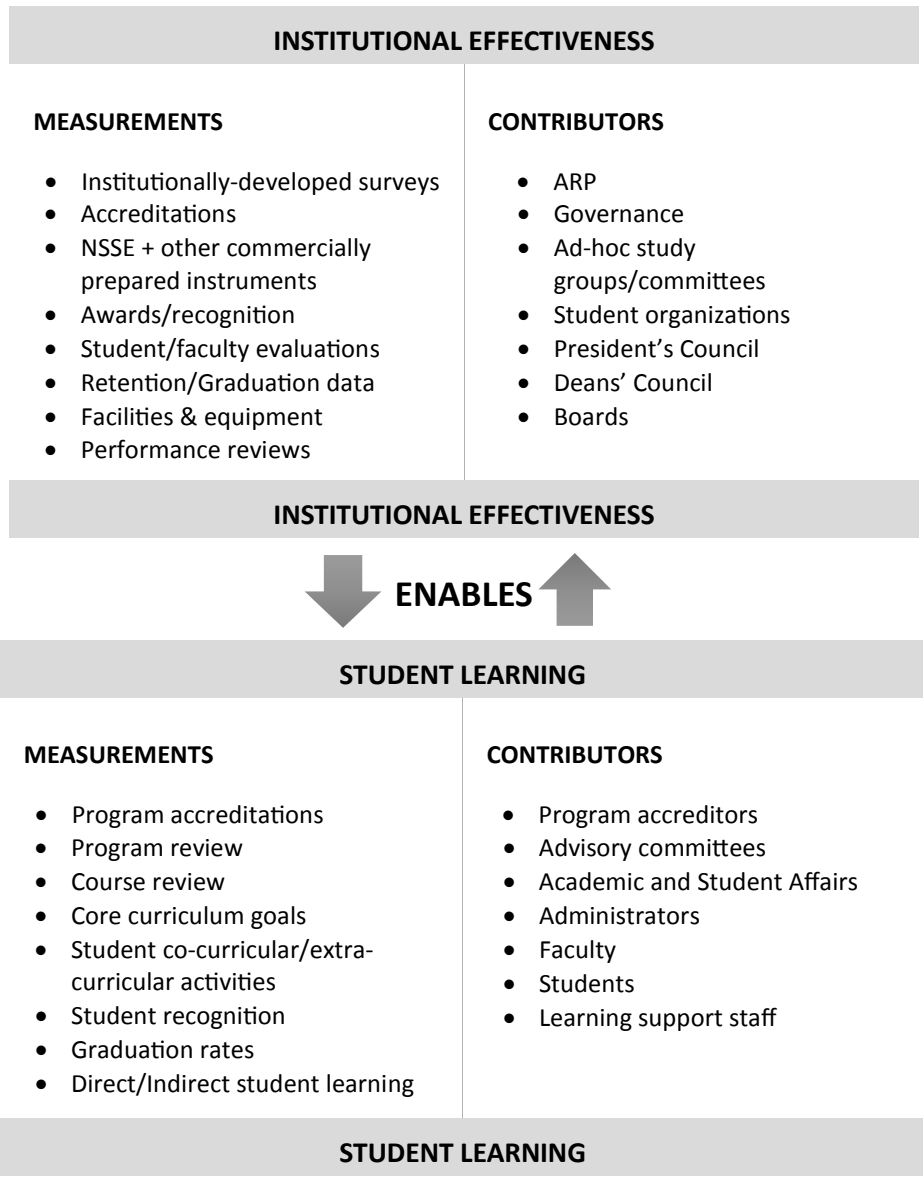 INSTITUTIONAL EFFECTIVENESS
MEASUREMENTS
• Institutionally-developed surveys
• Accreditations
• NSSE + other commercially
prepared instruments
• Awards/recognition
• Student/faculty evaluations
• Retention/Graduation data
• Facilities & equipment
• Performance reviews
CONTRIBUTORS
• ARP
• Governance
• Ad-hoc study
groups/committees
• Student organizations
• President’s Council
• Deans’ Council
• Boards
INSTITUTIONAL EFFECTIVENESS
ENABLES
STUDENT LEARNING
MEASUREMENTS
• Program accreditations
• Program review
• Course review
• Core curriculum goals
• Student co-curricular/extra-
curricular activities
• Student recognition
• Graduation rates
• Direct/Indirect student learning
CONTRIBUTORS
• Program accreditors
• Advisory committees
• Academic and Student Affairs
• Administrators
• Faculty
• Students
• Learning support staff
STUDENT LEARNING